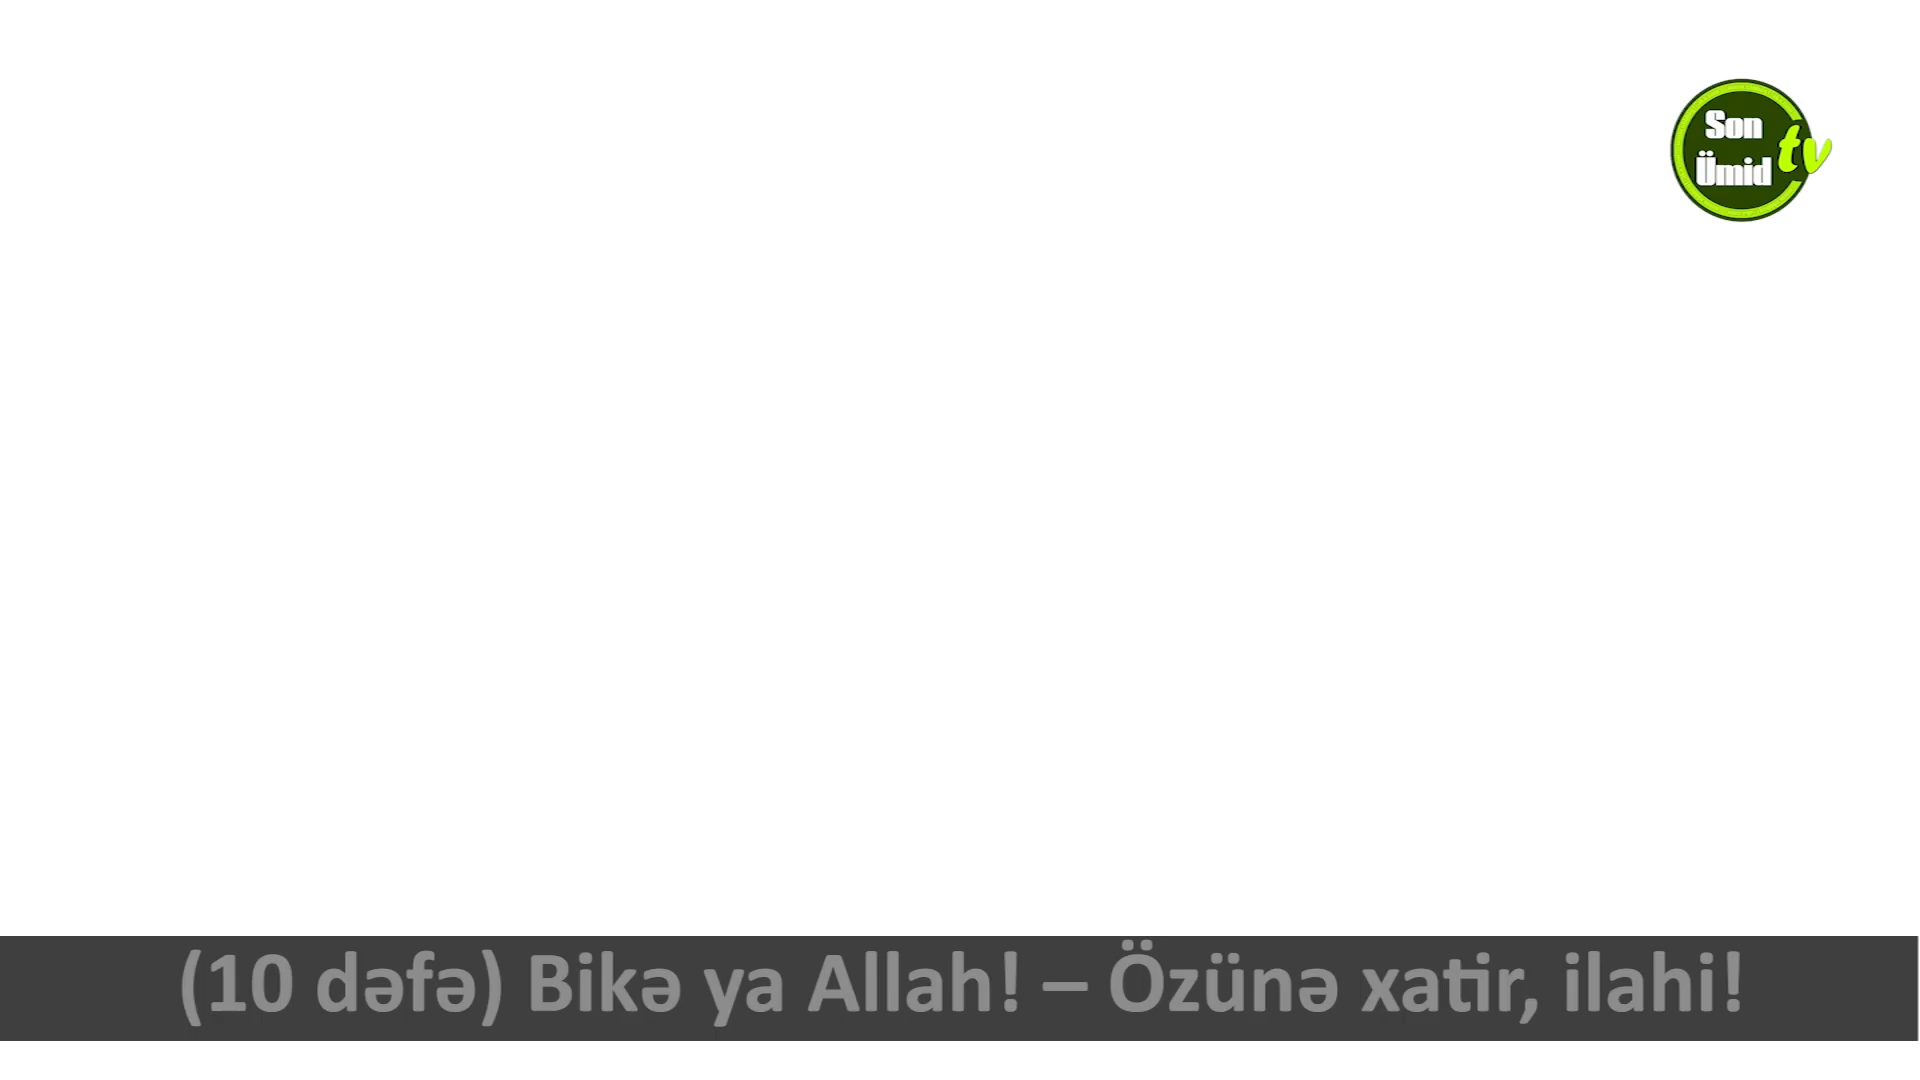 Son
Ümid tv
(10 dəfə) Bikə ya Allah! – Özünə xatir, ilahi!